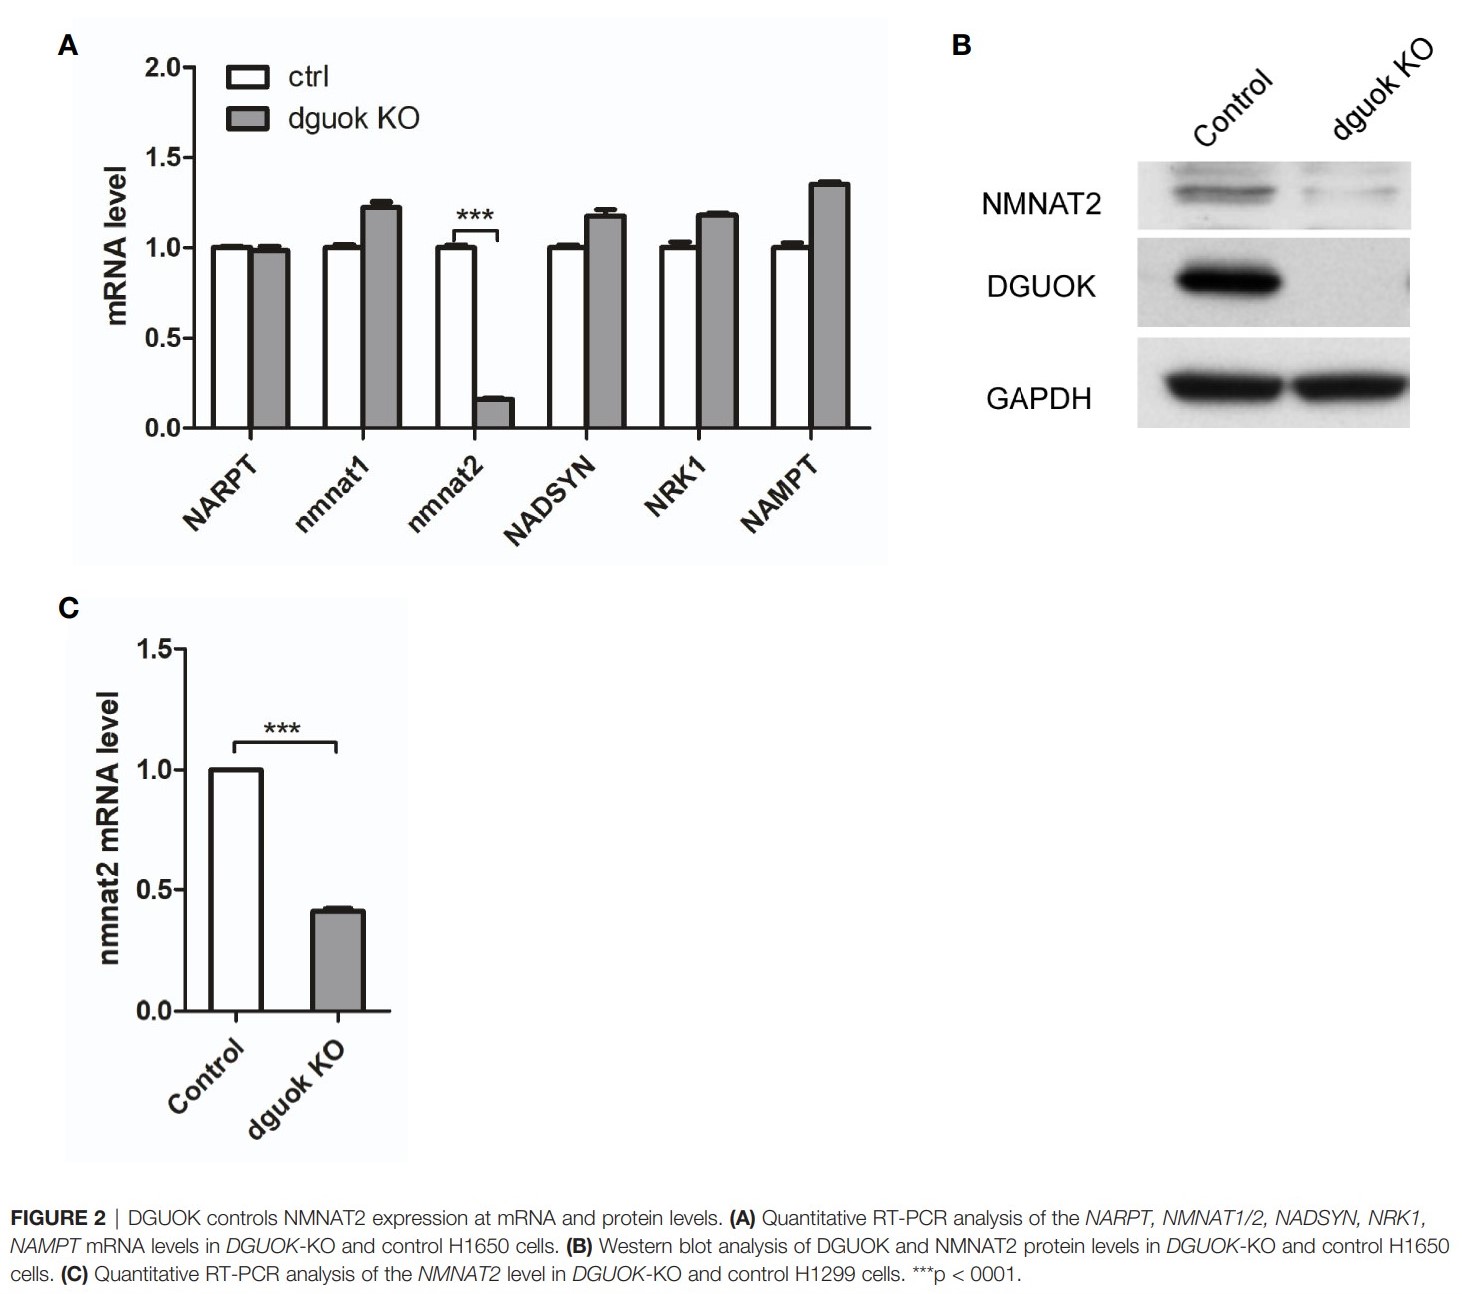 A
2.0
1.5
1.0
0.5
0.0
mRNA level
ctrl
dguok KO
***
NARPT
nmnat1
nmnat2
NADSYN
NRK1
NAMPT
B
Control
dguok KO
NMNAT2
DGUOK
GAPDH
C
1.5
1.0
0.5
0.0
nmnat2 mRNA level
***
Control
dguok KO
FIGURE 2 | DGUOK controls NMNAT2 expression at mRNA and protein levels. (A) Quantitative RT-PCR analysis of the NARPT, NMNAT1/2, NADSYN, NRK1,
NAMPT mRNA levels in DGUOK-KO and control H1650 cells. (B) Western blot analysis of DGUOK and NMNAT2 protein levels in DGUOK-KO and control H1650
cells. (C) Quantitative RT-PCR analysis of the NMNAT2 level in DGUOK-KO and control H1299 cells. ***p < 0001.